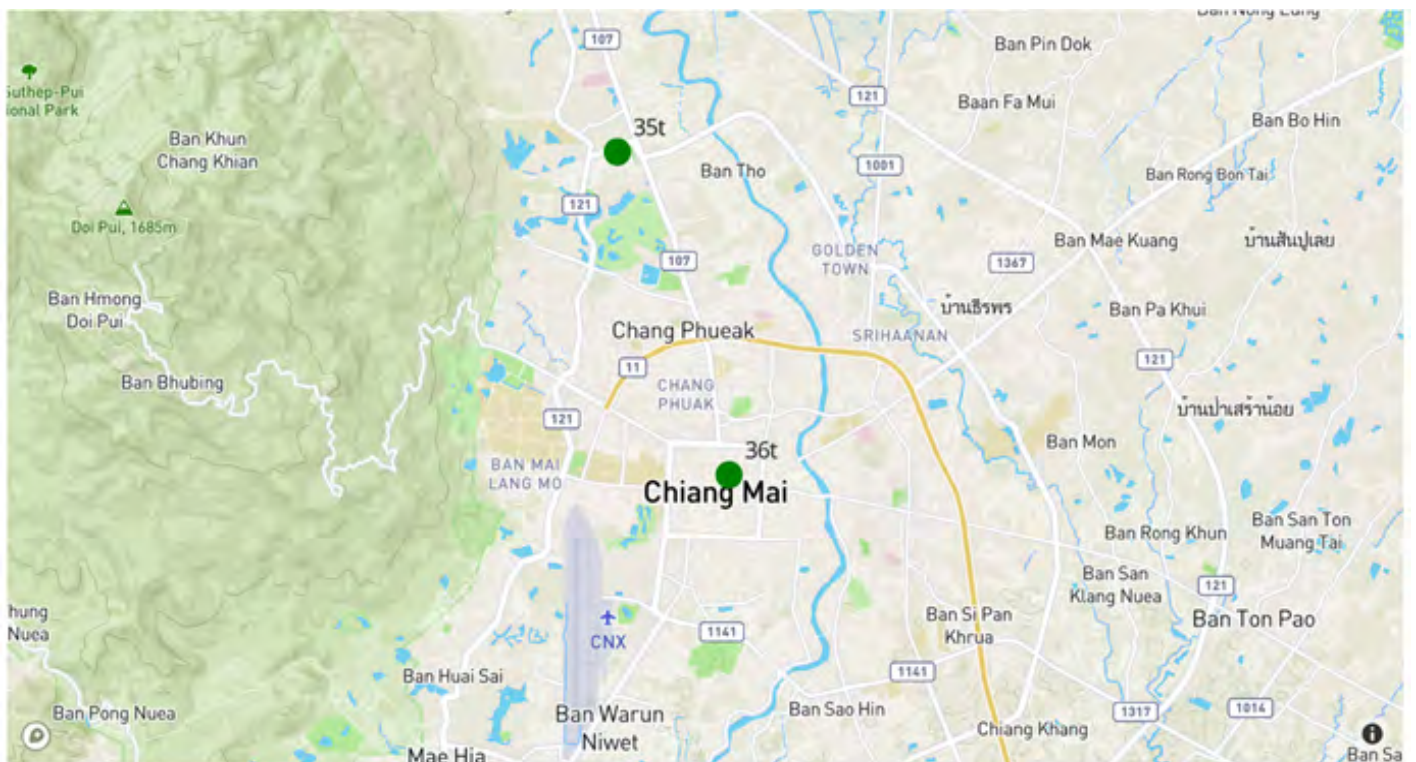 107
Ban Pin Dok
Suthep-Pui
ional Park
121
Baan Fa Mui
Ban Bo Hin
Ban Khun
Chang Khian
35t
Ban Tho
1001
Ban Rong Bon Tai
Doi Pui, 1685m
121
GOLDEN
TOWN
Ban Mae Kuang
บ้านสันปูเลย
107
1367
Ban Hmong
Doi Pui
บ้านธีรพร
Ban Pa Khui
Chang Phueak
SRIHAANAN
121
11
Ban Bhubing
CHANG
PHUAK
บ้านป่าเสร้าน้อย
121
Ban Mon
36t
BAN MAI
LANG MO
Chiang Mai
Ban Rong Khun
Ban San Ton
Muang Tai
Ban San
Klang Nuea
121
hung
Nuea
CNX
1141
Ban Si Pan
Khrua
Ban Ton Pao
Ban Huai Sai
1141
Ban Pong Nuea
Ban Warun
Niwet
Ban Sao Hin
1317
1014
Chiang Khang
Mae Hia
Ban Sa